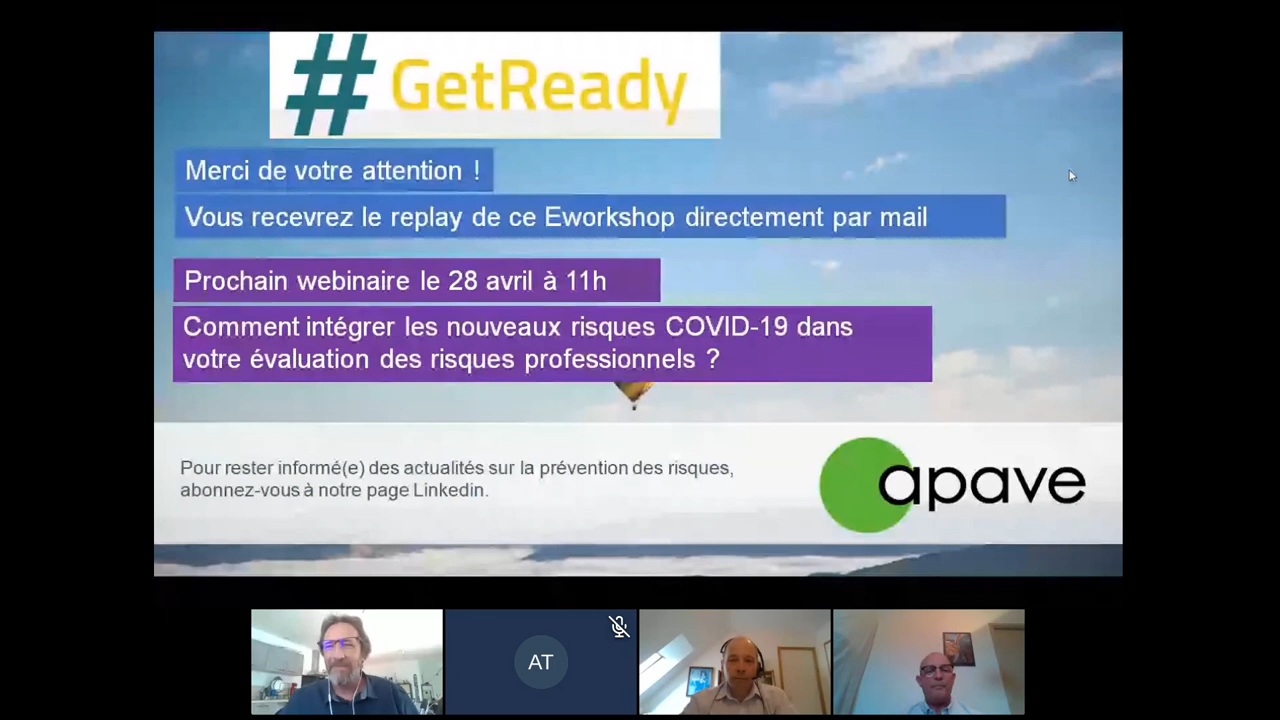 #GetReady
Merci de votre attention !
Vous recevrez le replay de ce Eworkshop directement par mail
Prochain webinaire le 28 avril à 11h
Comment intégrer les nouveaux risques COVID-19 dans
votre évaluation des risques professionnels ?
Pour rester informé(e) des actualités sur la prévention des risques,
abonnez-vous à notre page Linkedin.
apave
AT